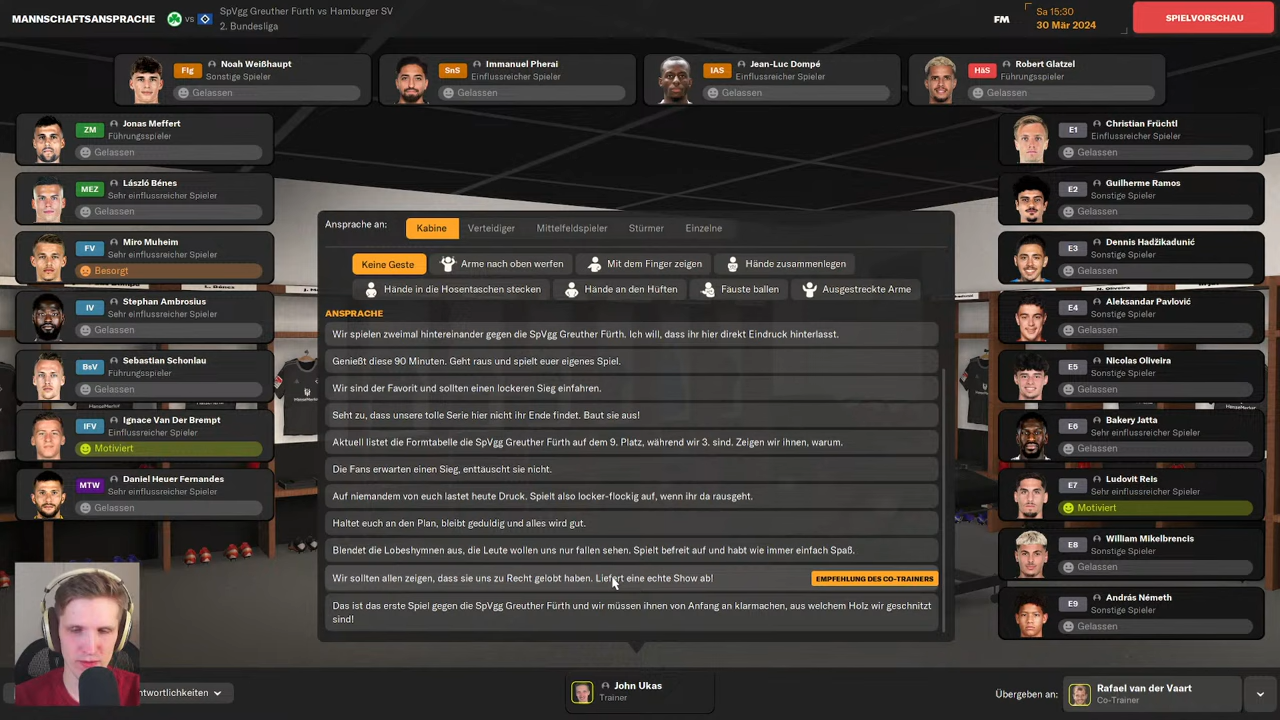 MANNSCHAFTSANSPRACHE
vs
SpVgg Greuther Fürth vs Hamburger SV
2. Bundesliga
FM
Sa 15:30
30 Mär 2024
SPIELVORSCHAU
Flg
Noah Weißhaupt
Sonstige Spieler
Gelassen
SnS
Immanuel Pherai
Einflussreicher Spieler
Gelassen
IAS
Jean-Luc Dompé
Einflussreicher Spieler
Gelassen
H&S
Robert Glatzel
Führungsspieler
Gelassen
ZM
Jonas Meffert
Führungsspieler
Gelassen
MEZ
László Bénes
Sehr einflussreicher Spieler
Gelassen
FV
Miro Muheim
Sehr einflussreicher Spieler
Besorgt
IV
Stephan Ambrosius
Sehr einflussreicher Spieler
Gelassen
BsV
Sebastian Schonlau
Führungsspieler
Gelassen
IFV
Ignace Van Der Brempt
Einflussreicher Spieler
Motiviert
MTW
Daniel Heuer Fernandes
Sehr einflussreicher Spieler
Gelassen
Ansprache an:
Kabine
Verteidiger
Mittelfeldspieler
Stürmer
Einzelne
Keine Geste
Arme nach oben werfen
Mit dem Finger zeigen
Hände zusammenlegen
Hände in die Hosentaschen stecken
Hände an den Hüften
Fäuste ballen
Ausgestreckte Arme
ANSPRACHE
Wir spielen zweimal hintereinander gegen die SpVgg Greuther Fürth. Ich will, dass ihr hier direkt Eindruck hinterlasst.
Genießt diese 90 Minuten. Geht raus und spielt euer eigenes Spiel.
Wir sind der Favorit und sollten einen lockeren Sieg einfahren.
Seht zu, dass unsere tolle Serie hier nicht ihr Ende findet. Baut sie aus!
Aktuell listet die Formtabelle die SpVgg Greuther Fürth auf dem 9. Platz, während wir 3. sind. Zeigen wir ihnen, warum.
Die Fans erwarten einen Sieg, enttäuscht sie nicht.
Auf niemandem von euch lastet heute Druck. Spielt also locker-flockig auf, wenn ihr da rausgeht.
Haltet euch an den Plan, bleibt geduldig und alles wird gut.
Blendet die Lobeshymnen aus, die Leute wollen uns nur fallen sehen. Spielt befreit auf und habt wie immer einfach Spaß.
Wir sollten allen zeigen, dass sie uns zu Recht gelobt haben. Liefert eine echte Show ab!
EMPFEHLUNG DES CO-TRAINERS
Das ist das erste Spiel gegen die SpVgg Greuther Fürth und wir müssen ihnen von Anfang an klarmachen, aus welchem Holz wir geschnitzt
sind!
E1
Christian Früchtl
Einflussreicher Spieler
Gelassen
E2
Guilherme Ramos
Einflussreicher Spieler
Gelassen
E3
Dennis Hadžikadunić
Einflussreicher Spieler
Gelassen
E4
Aleksandar Pavlović
Sonstige Spieler
Gelassen
E5
Nicolas Oliveira
Sonstige Spieler
Gelassen
E6
Bakery Jatta
Sehr einflussreicher Spieler
Gelassen
E7
Ludovit Reis
Sehr einflussreicher Spieler
Motiviert
E8
William Mikelbrencis
Sonstige Spieler
Gelassen
E9
András Németh
Sonstige Spieler
Gelassen
ntwortlichkeiten
John Ukas
Trainer
Übergeben an:
Rafael van der Vaart
Co-Trainer